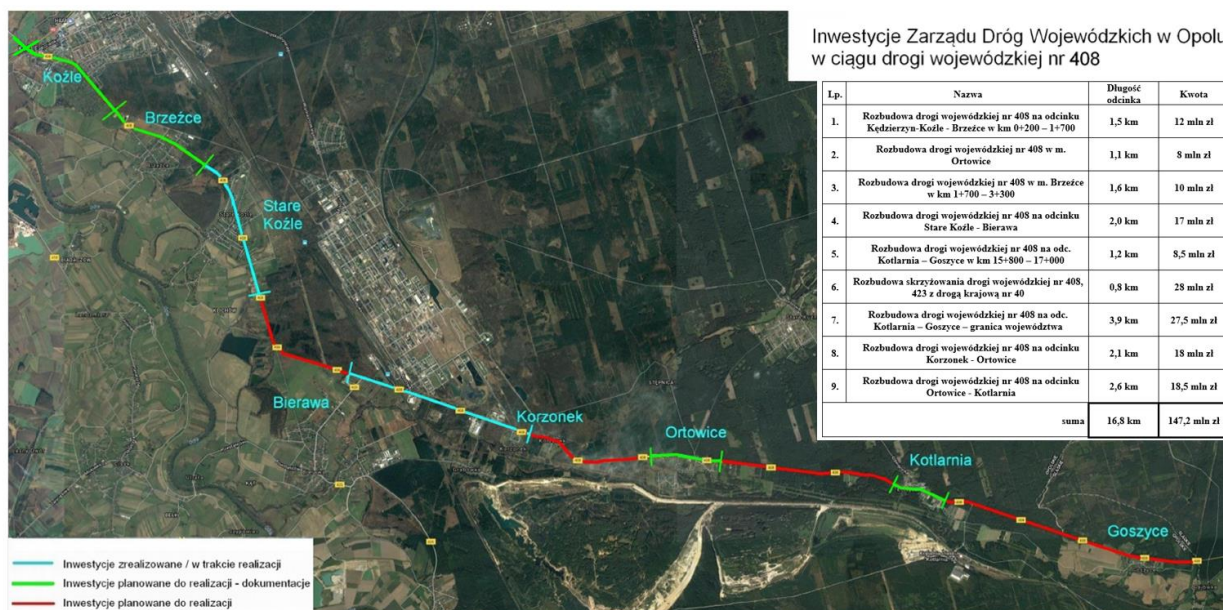 Inwestycje Zarządu Dróg Wojewódzkich w Opolu
w ciągu drogi wojewódzkiej nr 408
Lp. Nazwa Długość odcinka Kwota
1. Rozbudowa drogi wojewódzkiej nr 408 na odcinku Kędzierzyn-Koźle - Brzeźce w km 0+200 – 1+700 1,5 km 12 mln zł
2. Rozbudowa drogi wojewódzkiej nr 408 w m. Ortowice 1,1 km 8 mln zł
3. Rozbudowa drogi wojewódzkiej nr 408 w m. Brzeźce w km 1+700 – 3+300 1,6 km 10 mln zł
4. Rozbudowa drogi wojewódzkiej nr 408 na odcinku Stare Koźle - Bierawa 2,0 km 17 mln zł
5. Rozbudowa drogi wojewódzkiej nr 408 na odc. Kotlarnia – Goszyce w km 15+800 – 17+000 1,2 km 8,5 mln zł
6. Rozbudowa skrzyżowania drogi wojewódzkiej nr 408, 423 z drogą krajową nr 40 0,8 km 28 mln zł
7. Rozbudowa drogi wojewódzkiej nr 408 na odc. Kotlarnia – Goszyce – granica województwa 3,9 km 27,5 mln zł
8. Rozbudowa drogi wojewódzkiej nr 408 na odcinku Korzonek - Ortowice 2,1 km 18 mln zł
9. Rozbudowa drogi wojewódzkiej nr 408 na odcinku Ortowice - Kotlarnia 2,6 km 18,5 mln zł
suma 16,8 km 147,2 mln zł
Koźle
Brzeźce
Stare
Koźle
Bierawa
Korzonek
Ortowice
Kotlarnia
Goszyce
Inwestycje zrealizowane / w trakcie realizacji
Inwestycje planowane do realizacji - dokumentacje
Inwestycje planowane do realizacji